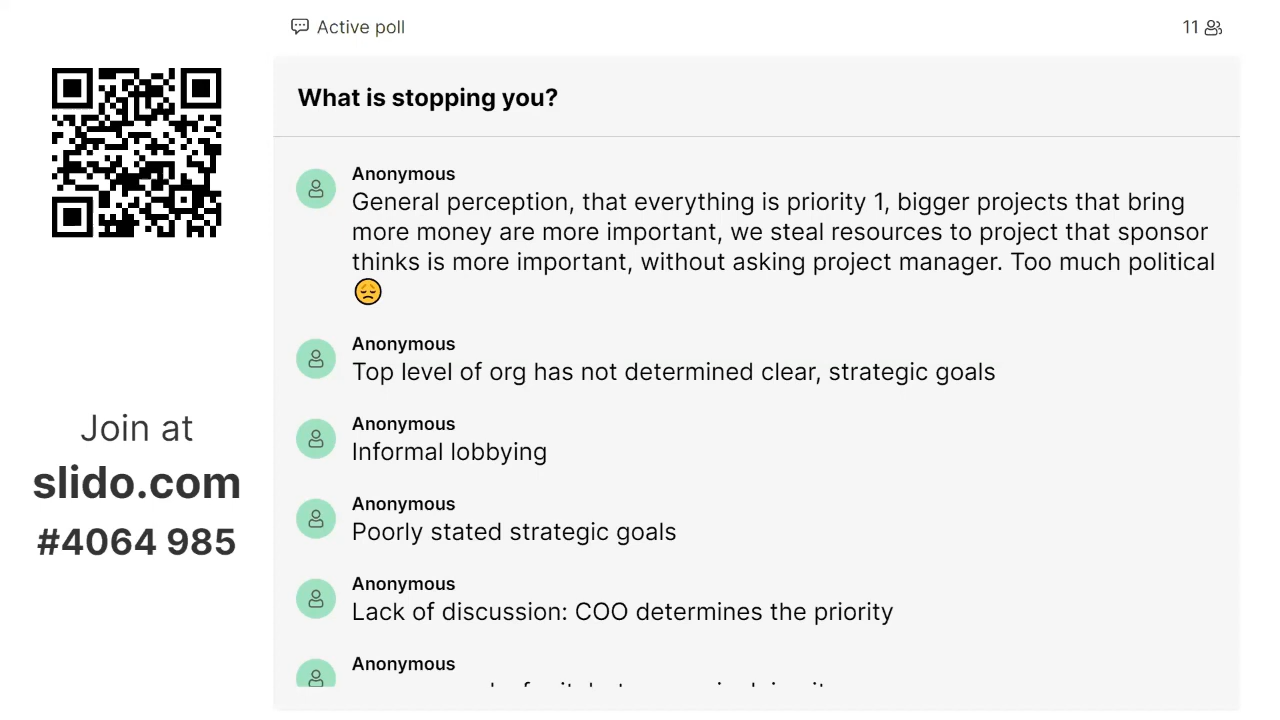 Active poll
11
What is stopping you?
Anonymous
General perception, that everything is priority 1, bigger projects that bring
more money are more important, we steal resources to project that sponsor
thinks is more important, without asking project manager. Too much political
😞
Anonymous
Top level of org has not determined clear, strategic goals
Anonymous
Informal lobbying
Anonymous
Poorly stated strategic goals
Anonymous
Lack of discussion: COO determines the priority
Anonymous
Join at
slido.com
#4064 985